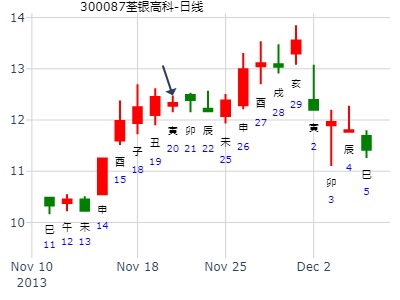 300087荃银高科-日线
14
13
12
11
10
巳
11
午
12
未
13
申
14
酉
15
子
18
丑
19
寅
20
卯
21
辰
22
未
25
申
26
酉
27
戌
28
亥
29
寅
2
卯
3
辰
4
巳
5
Nov 10
2013
Nov 18
Nov 25
Dec 2